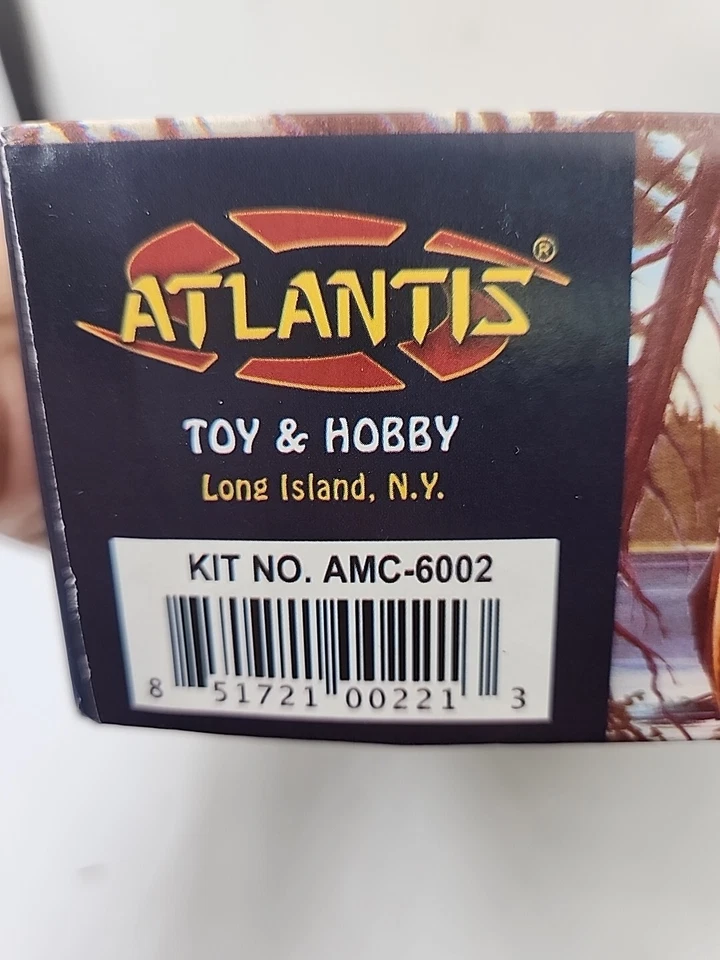 ATLANTIS®
TOY & HOBBY
Long Island, N.Y.
KIT NO. AMC-6002
8 51721 00221 3